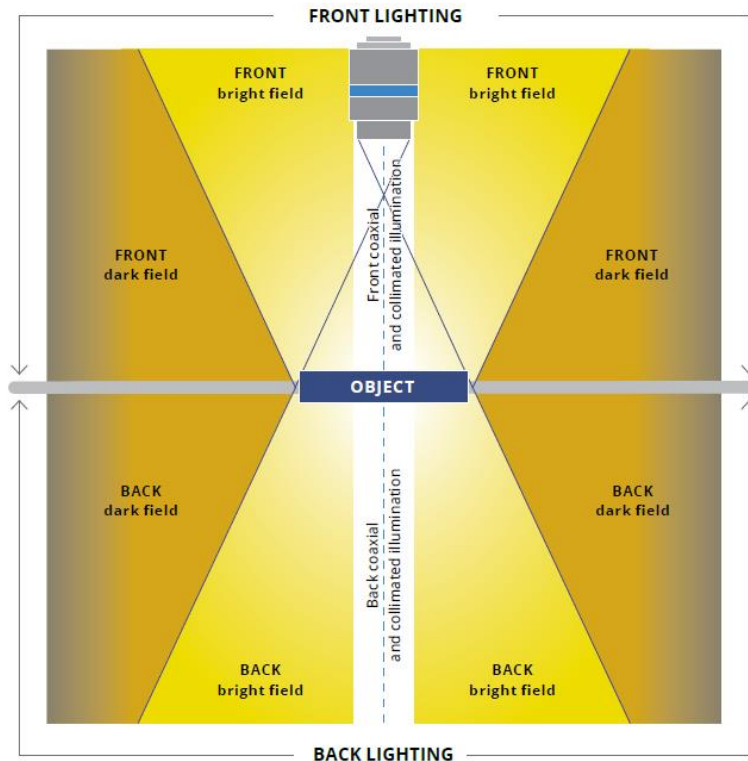 FRONT LIGHTING
FRONT
bright field
FRONT
bright field
FRONT
dark field
Front coaxial
and collimated illumination
FRONT
dark field
OBJECT
BACK
dark field
Back coaxial
and collimated illumination
BACK
dark field
BACK
bright field
BACK
bright field
BACK LIGHTING